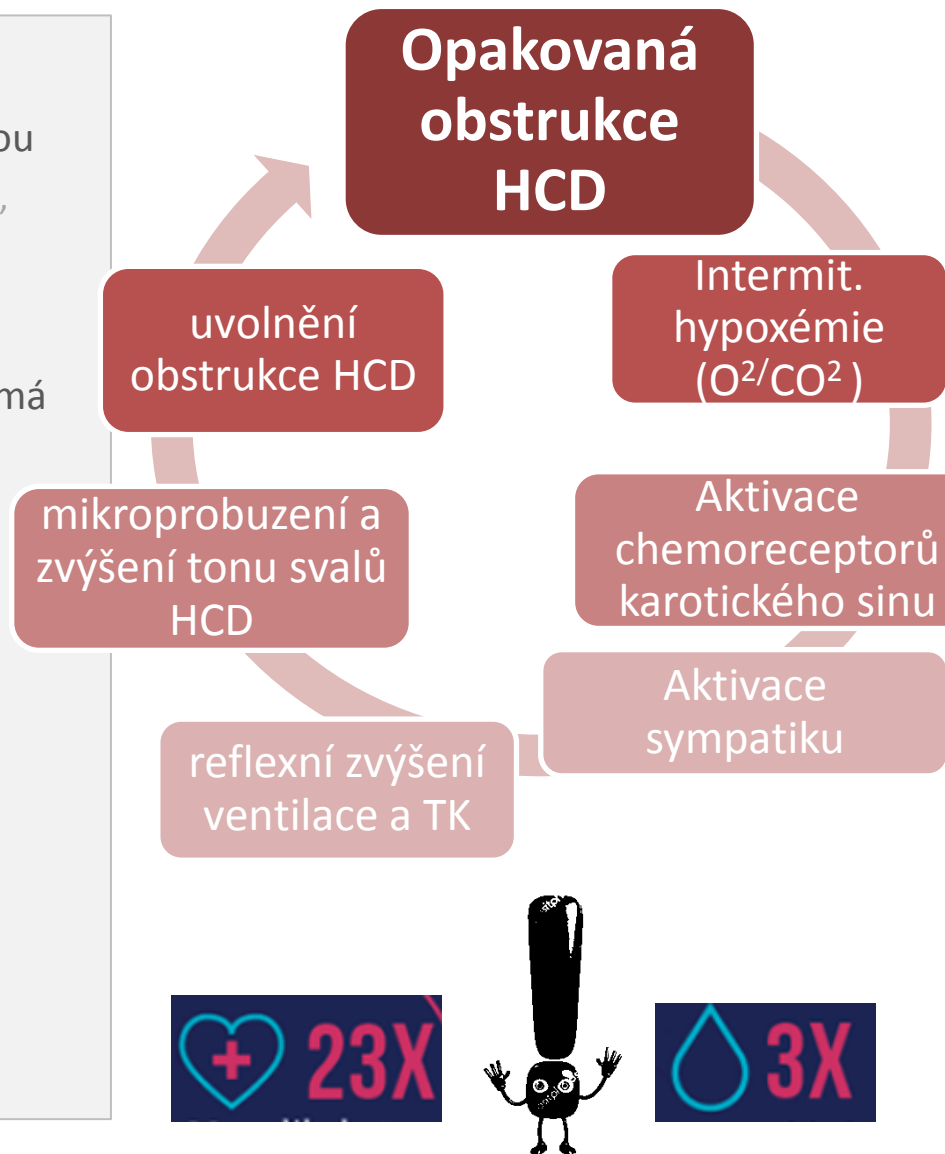 ou
,
má
Opakovaná
obstrukce
HCD
Intermit.
hypoxémie
(O²/CO² )
Aktivace
chemoreceptorů
karotického sinu
Aktivace
sympatiku
reflexní zvýšení
ventilace a TK
mikroprobuzení a
zvýšení tonu svalů
HCD
uvolnění
obstrukce HCD
23X
3X